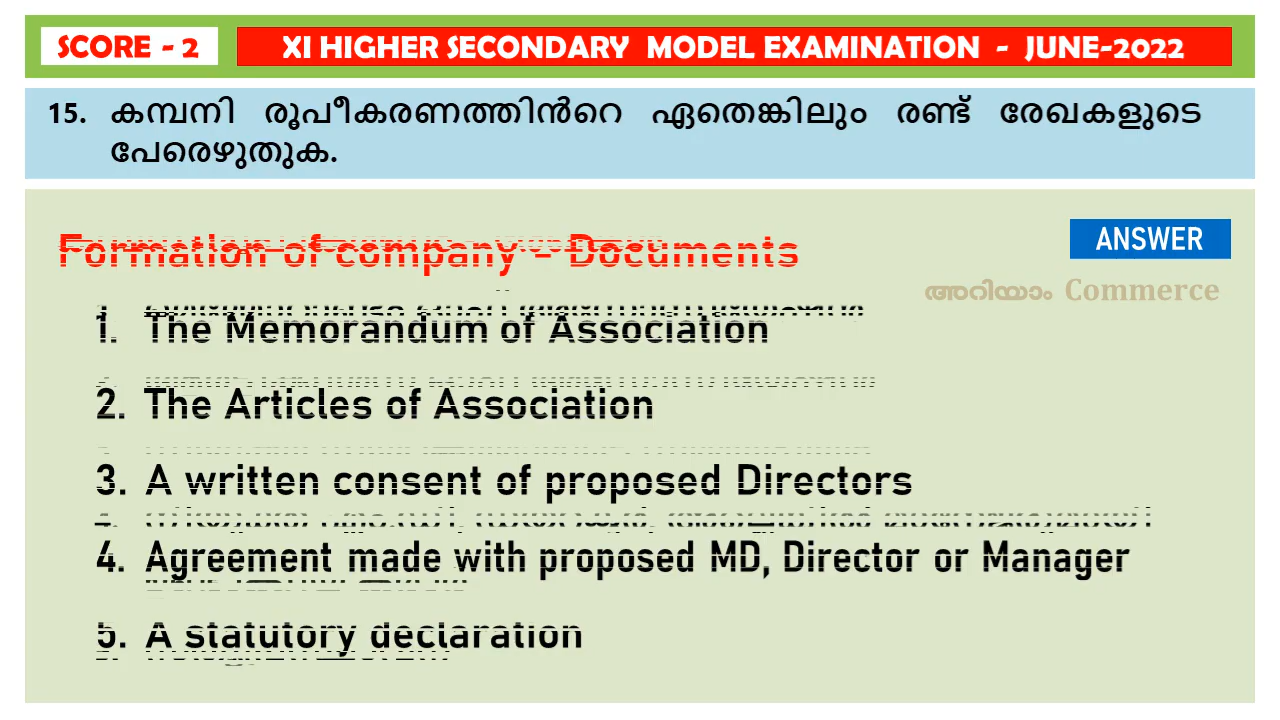 SCORE - 2
XI HIGHER SECONDARY MODEL EXAMINATION - JUNE-2022
15. കമ്പനി രൂപീകരണത്തിൻറെ ഏതെങ്കിലും രണ്ട് രേഖകളുടെ
പേരെഴുതുക.
Formation of company – Documents
ANSWER
അറിയാം Commerce
1. The Memorandum of Association
2. The Articles of Association
3. A written consent of proposed Directors
4. Agreement made with proposed MD, Director or Manager
5. A statutory declaration